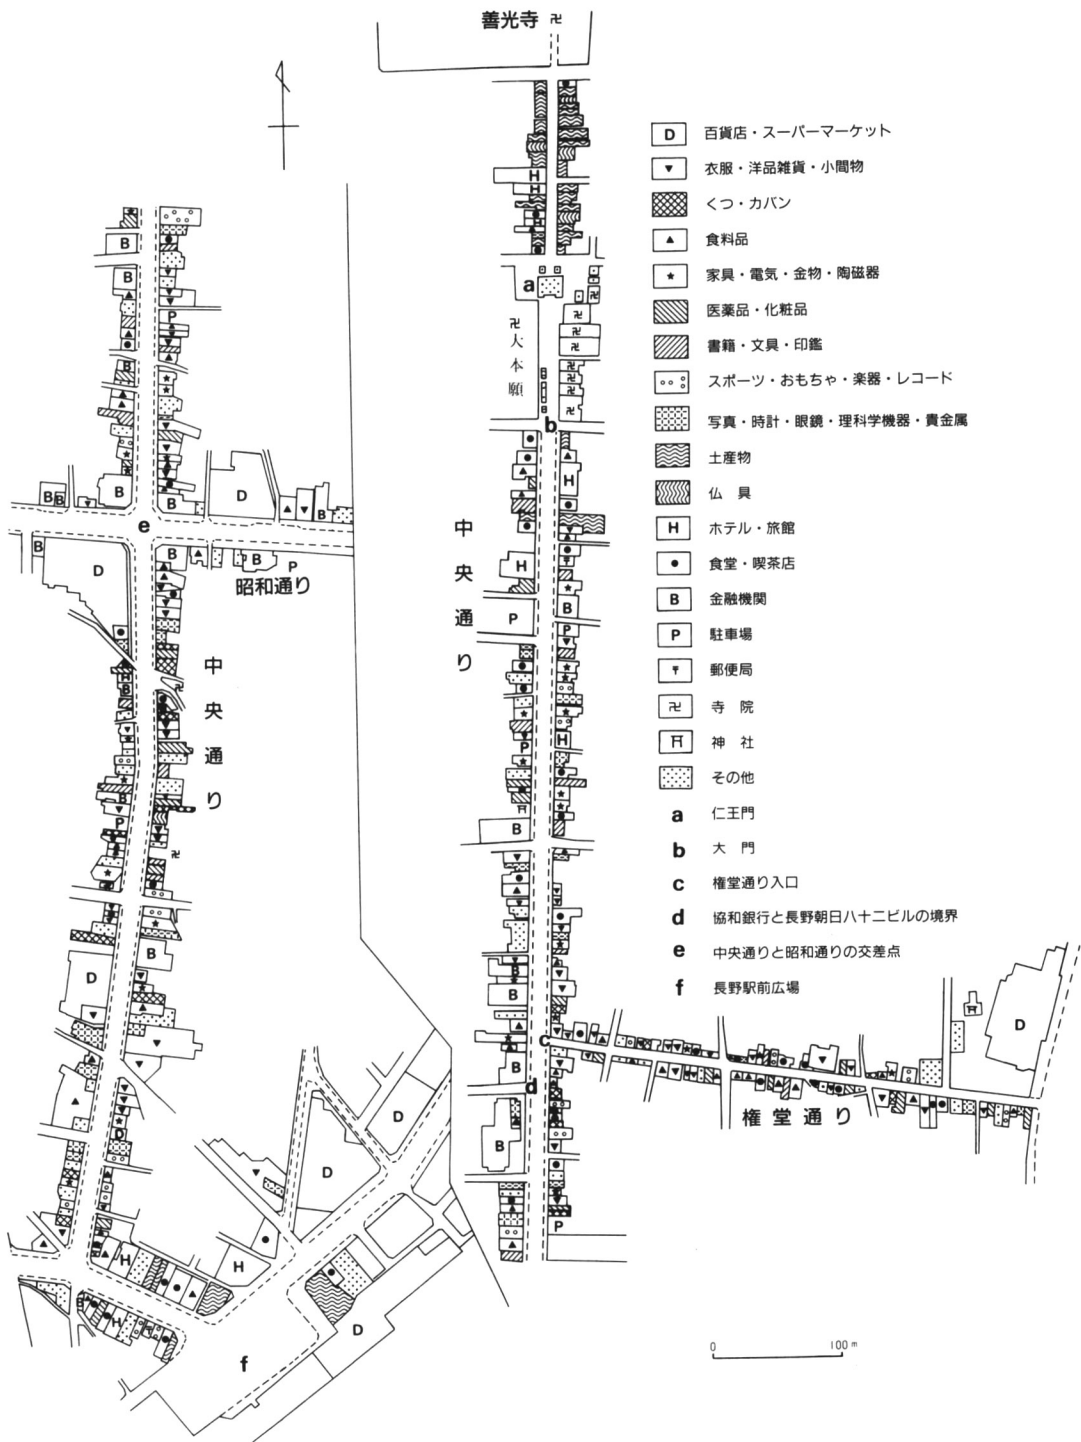 善光寺
D 百貨店・スーパーマーケット
衣服・洋品雑貨・小間物
くつ・カバン
食料品
家具・電気・金物・陶磁器
医薬品・化粧品
書籍・文具・印鑑
スポーツ・おもちゃ・楽器・レコード
写真・時計・眼鏡・理科学機器・貴金属
土産物
仏具
H ホテル・旅館
食堂・喫茶店
B 金融機関
P 駐車場
〒 郵便局
卍 寺院
神社
その他
a 仁王門
b 大門
c 権堂通り入口
d 協和銀行と長野朝日八十二ビルの境界
e 中央通りと昭和通りの交差点
f 長野駅前広場
a
卍大本願
b
中央通り
c
d
権堂通り
e
昭和通り
中央通り
f
0 100m